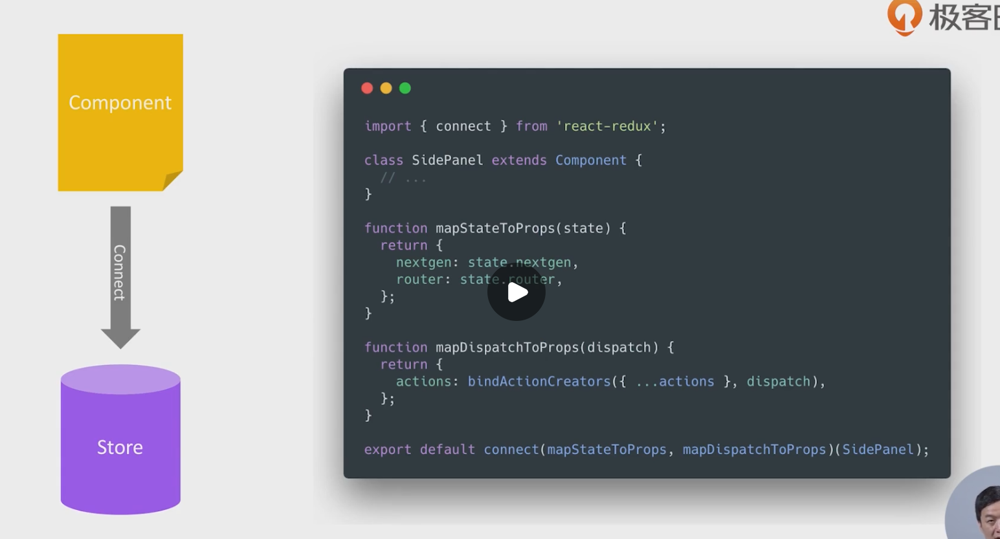 极客
Component
Connect
Store
import { connect } from 'react-redux';
class SidePanel extends Component {
// ...
}
function mapStateToProps(state) {
return {
nextgen: state.nextgen,
router: state.router,
};
}
function mapDispatchToProps(dispatch) {
return {
actions: bindActionCreators({ ...actions }, dispatch),
};
}
export default connect(mapStateToProps, mapDispatchToProps)(SidePanel);